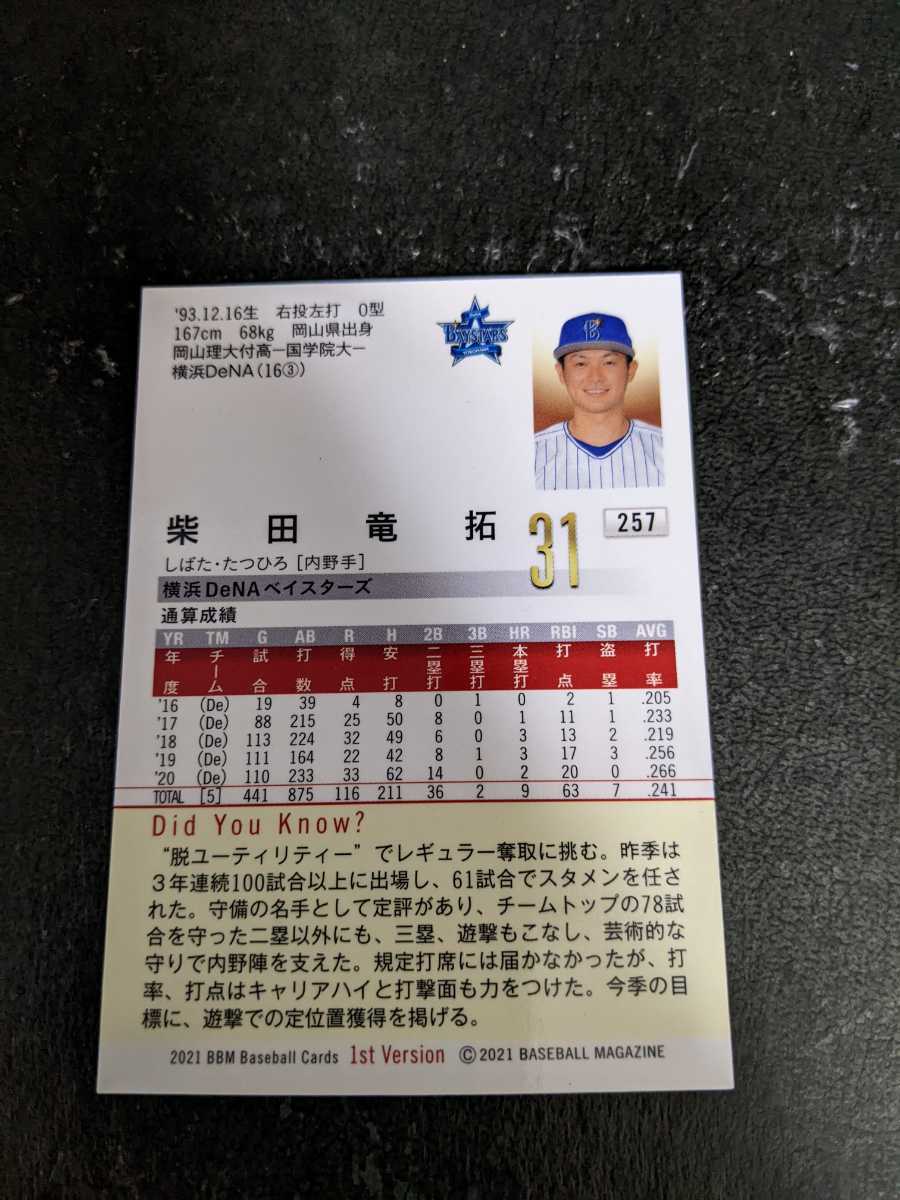 '93.12.16生 右投左打 O型
167cm 68kg 岡山県出身
岡山理大付高ー国学院大ー
横浜DeNA(16③)
BAYSTARS
YOKOHAMA
柴田竜拓
31
257
しばた・たつひろ [内野手]
横浜DeNAベイスターズ
通算成績
YR TM G AB R H 2B 3B HR RBI SB AVG
年度 チーム 試合 打数 得点 安打 二塁打 三塁打 本塁打 打点 盗塁 打率
'16 (De) 19 39 4 8 0 1 0 2 1 .205
'17 (De) 88 215 25 50 8 0 1 11 1 .233
'18 (De) 113 224 32 49 6 0 3 13 2 .219
'19 (De) 111 164 22 42 8 1 3 17 3 .256
'20 (De) 110 233 33 62 14 0 2 20 0 .266
TOTAL [5] 441 875 116 211 36 2 9 63 7 .241
Did You Know?
“脱ユーティリティー”でレギュラー奪取に挑む。昨季は
3年連続100試合以上に出場し、61試合でスタメンを任さ
れた。守備の名手として定評があり、チームトップの78試
合を守った二塁以外にも、三塁、遊撃もこなし、芸術的な
守りで内野陣を支えた。規定打席には届かなかったが、打
率、打点はキャリアハイと打撃面も力をつけた。今季の目
標に、遊撃での定位置獲得を掲げる。
2021 BBM Baseball Cards 1st Version ©2021 BASEBALL MAGAZINE